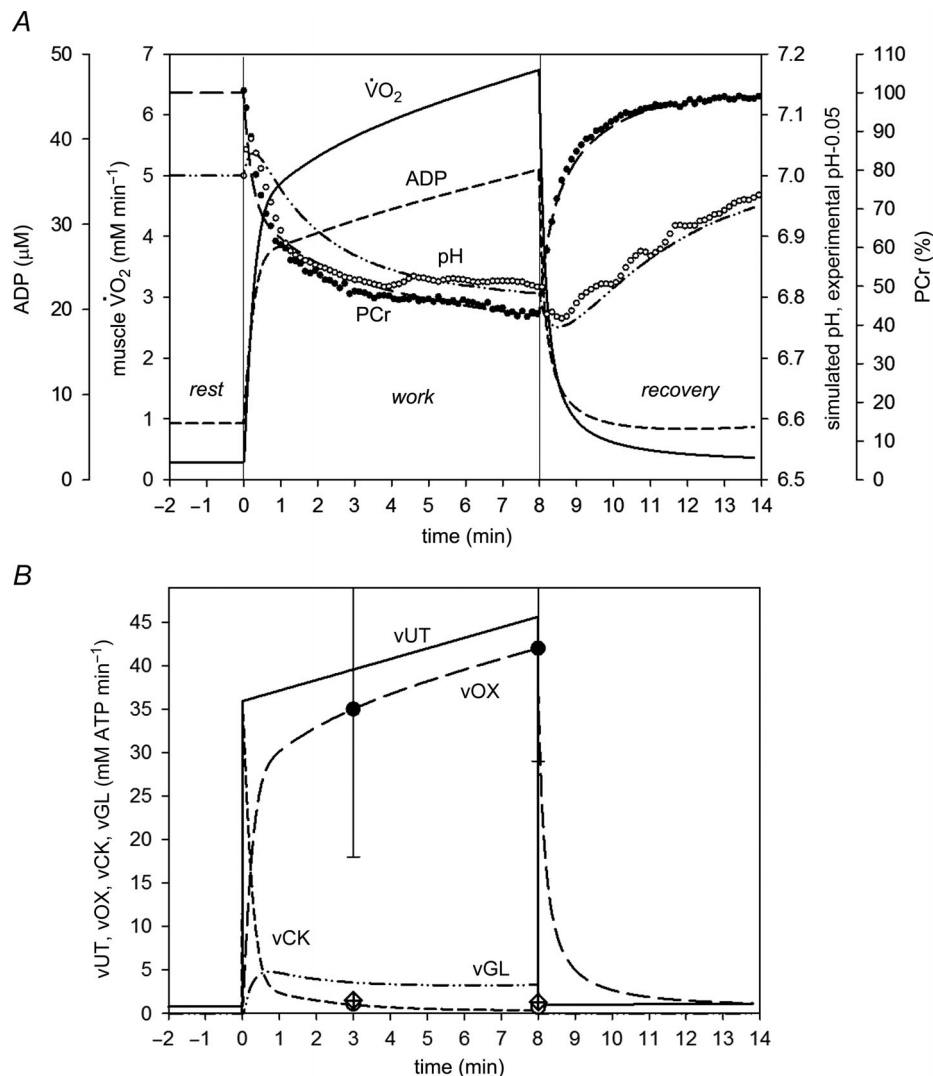 A
ADP (µM)
50
40
30
20
10
0
muscle V̇O₂ (mM min⁻¹)
7
6
5
4
3
2
1
0
V̇O₂
ADP
pH
PCr
rest
work
recovery
7.2
7.1
7.0
6.9
6.8
6.7
6.6
6.5
simulated pH, experimental pH-0.05
110
100
90
80
70
60
50
40
30
20
10
0
PCr (%)
−2 −1 0 1 2 3 4 5 6 7 8 9 10 11 12 13 14
time (min)
B
vUT, vOX, vCK, vGL (mM ATP min⁻¹)
45
40
35
30
25
20
15
10
5
0
vUT
vOX
vCK
vGL
−2 −1 0 1 2 3 4 5 6 7 8 9 10 11 12 13 14
time (min)